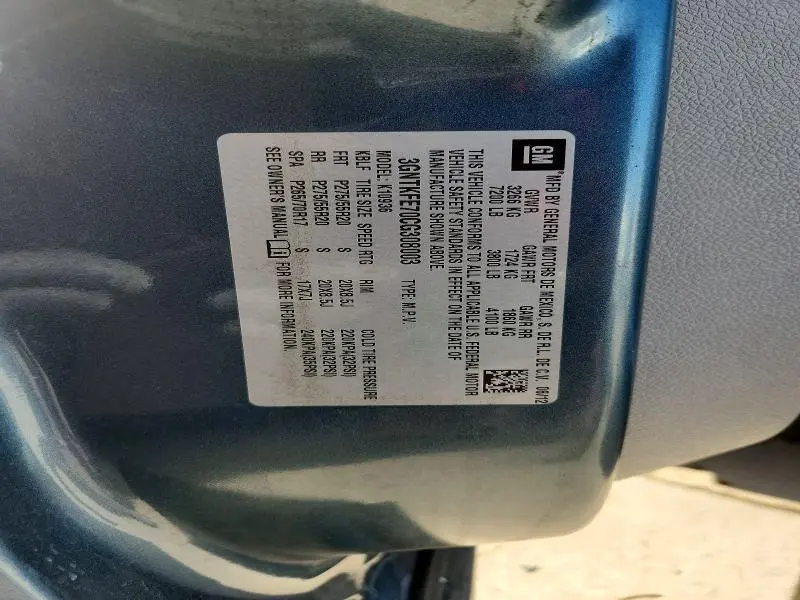 GM
MFD BY GENERAL MOTORS DE MEXICO, S. DE R.L. DE C.V. 06/12
GVWR GAWR FRT GAWR RR
3266 KG 1724 KG 1860 KG
7200 LB 3800 LB 4100 LB
THIS VEHICLE CONFORMS TO ALL APPLICABLE U.S. FEDERAL MOTOR
VEHICLE SAFETY STANDARDS IN EFFECT ON THE DATE OF
MANUFACTURE SHOWN ABOVE.
3GNTKFE70CG308003 TYPE: M.P.V.
MODEL: K10936
KBLF TIRE SIZE SPEED RTG RIM COLD TIRE PRESSURE
FRT P275/55R20 S 20X8.5J 220KPA(32PSI)
RR P275/55R20 S 20X8.5J 220KPA(32PSI)
SPA P265/70R17 S 17X7J 240KPA(35PSI)
SEE OWNER'S MANUAL FOR MORE INFORMATION.